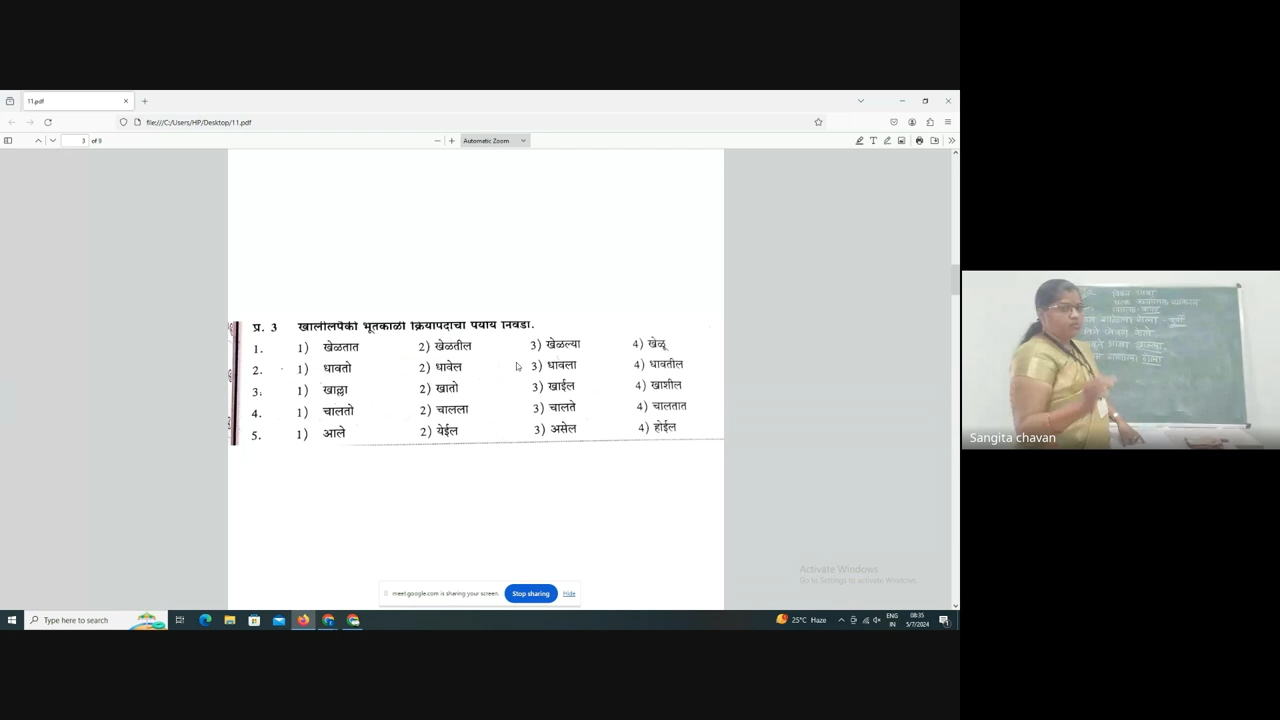 11.pdf
file:///C:/Users/HP/Desktop/11.pdf
3 of 9
Automatic Zoom
प्र. 3 खालीलपैकी भूतकाळी क्रियापदाचा पर्याय निवडा.
1. 1) खेळतात 2) खेळतील 3) खेळल्या 4) खेळू
2. 1) धावतो 2) धावेल 3) धावला 4) धावतील
3. 1) खाल्ला 2) खातो 3) खाईल 4) खाशील
4. 1) चालतो 2) चालला 3) चालते 4) चालतात
5. 1) आले 2) येईल 3) असेल 4) होईल
Sangita chavan
Activate Windows
Go to Settings to activate Windows.
meet.google.com is sharing your screen. Stop sharing Hide
Type here to search
25°C Haze
ENG
IN
08:35
5/7/2024